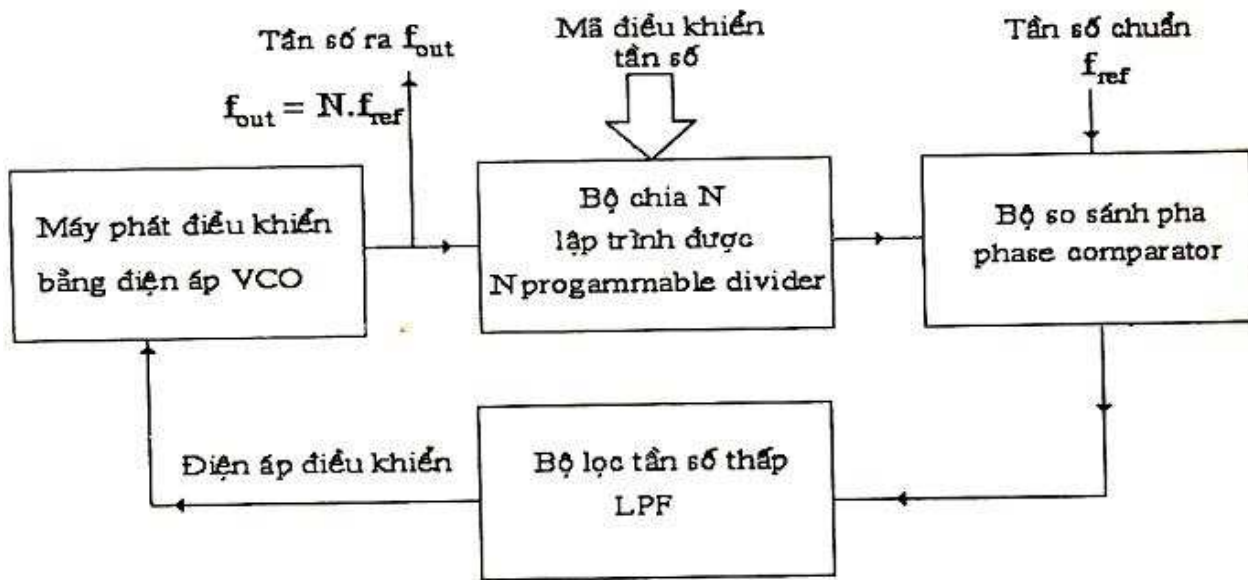 Tần số ra f_out
f_out = N.f_ref
Mã điều khiển
tần số
Tần số chuẩn
f_ref
Máy phát điều khiển
bằng điện áp VCO
Bộ chia N
lập trình được
N progammable divider
Bộ so sánh pha
phase comparator
Điện áp điều khiển
Bộ lọc tần số thấp
LPF